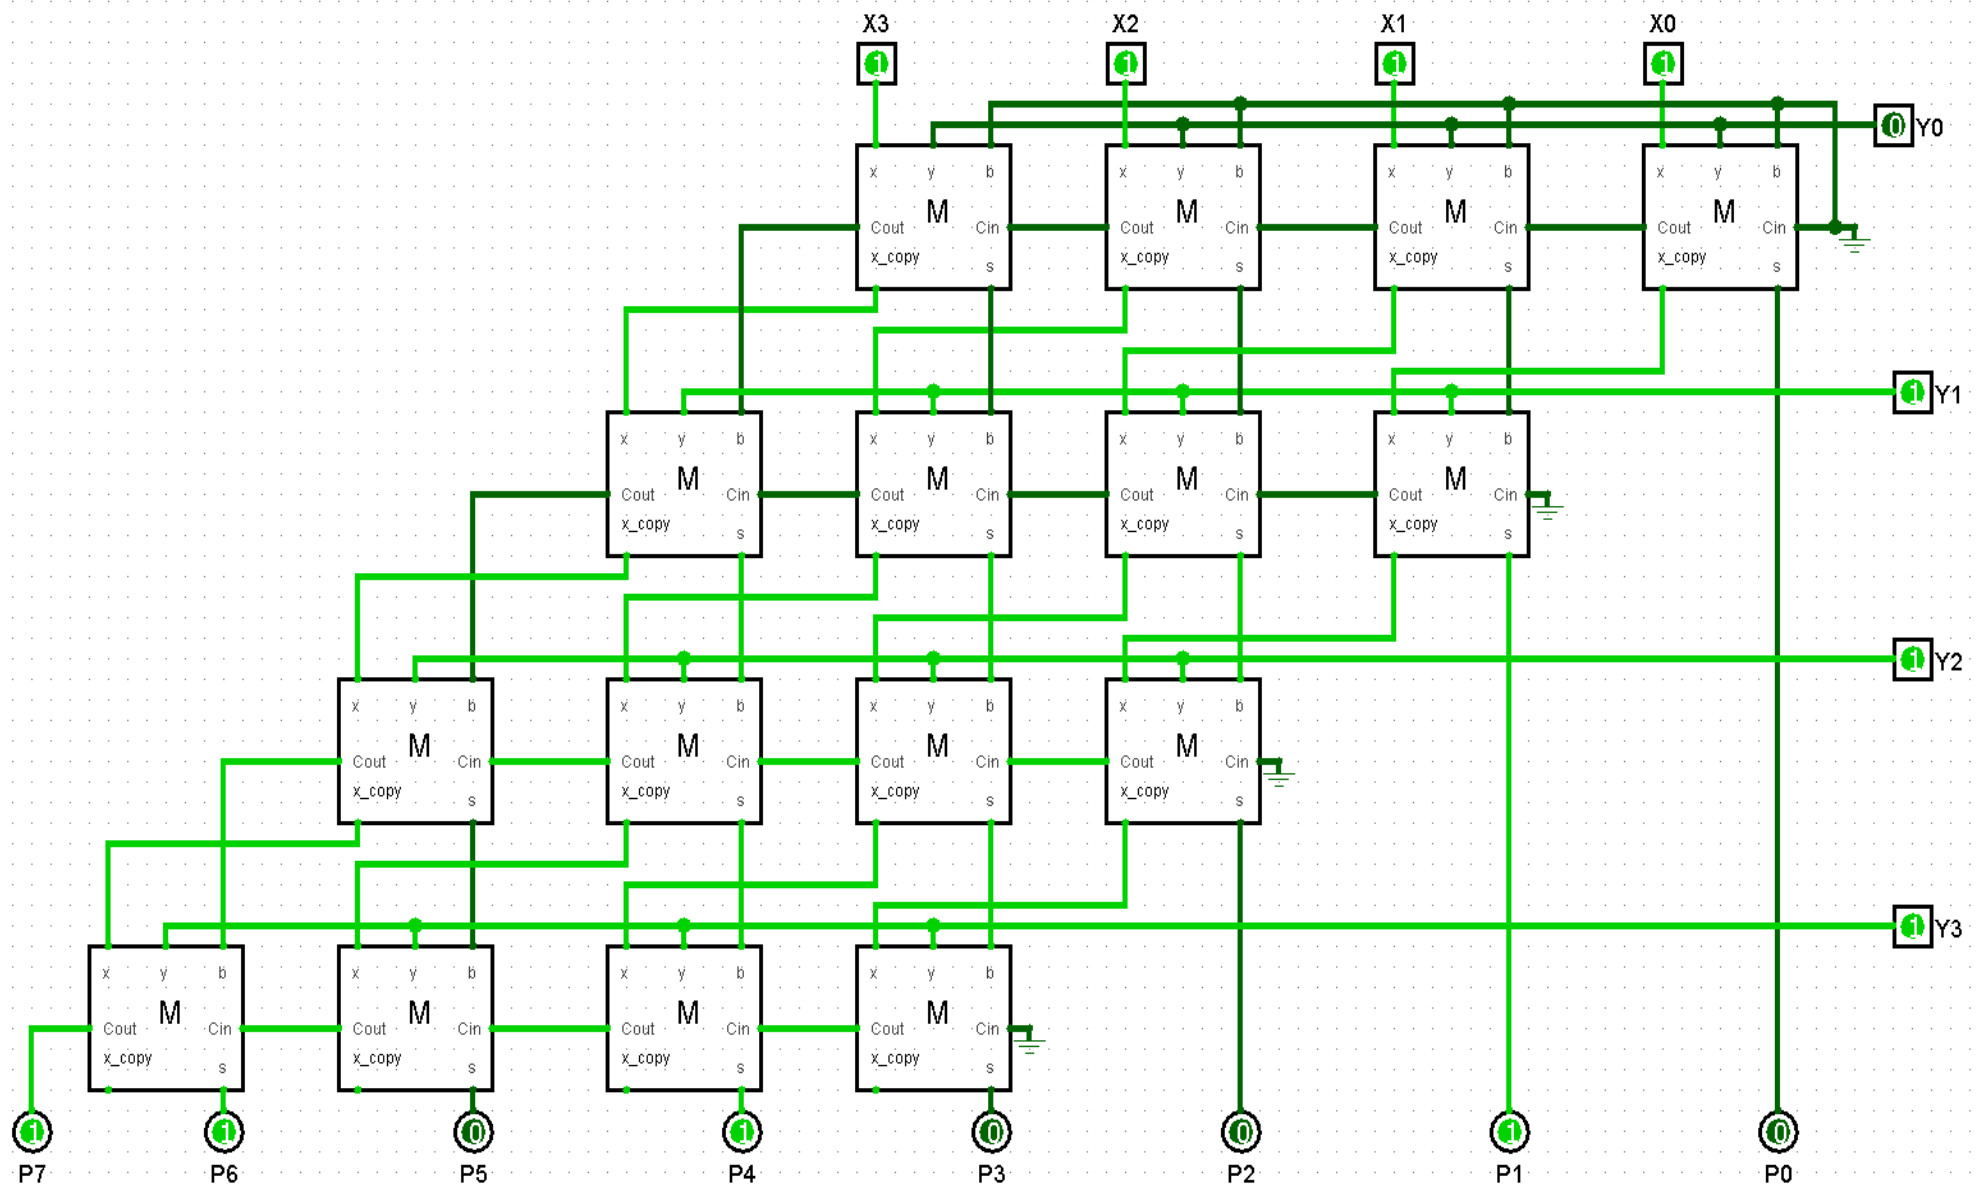 X3 X2 X1 X0
1 1 1 1
0 Y0
x y b x y b x y b x y b
M M M M
Cout Cin Cout Cin Cout Cin Cout Cin
x_copy x_copy x_copy x_copy
s s s s
1 Y1
x y b x y b x y b x y b
M M M M
Cout Cin Cout Cin Cout Cin Cout Cin
x_copy x_copy x_copy x_copy
s s s s
1 Y2
x y b x y b x y b x y b
M M M M
Cout Cin Cout Cin Cout Cin Cout Cin
x_copy x_copy x_copy x_copy
s s s s
1 Y3
x y b x y b x y b x y b
M M M M
Cout Cin Cout Cin Cout Cin Cout Cin
x_copy x_copy x_copy x_copy
s s s s
1 1 0 1 0 0 1 0
P7 P6 P5 P4 P3 P2 P1 P0